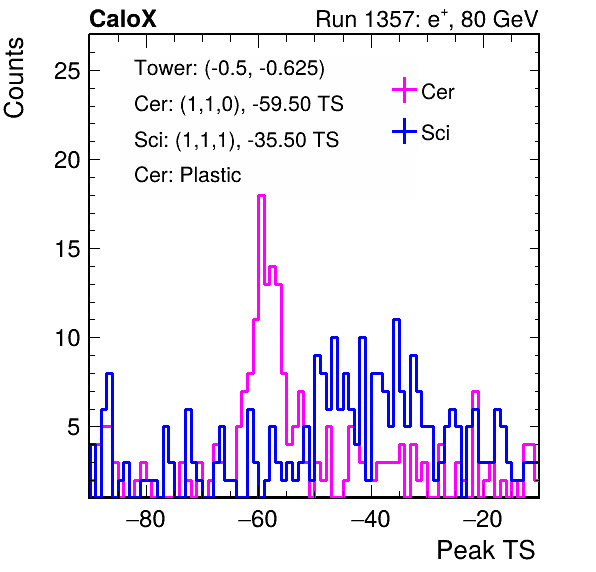 CaloX Run 1357: e⁺, 80 GeV
Counts
Tower: (-0.5, -0.625)
Cer: (1,1,0), -59.50 TS
Sci: (1,1,1), -35.50 TS
Cer: Plastic
Cer
Sci
25
20
15
10
5
−80 −60 −40 −20
Peak TS